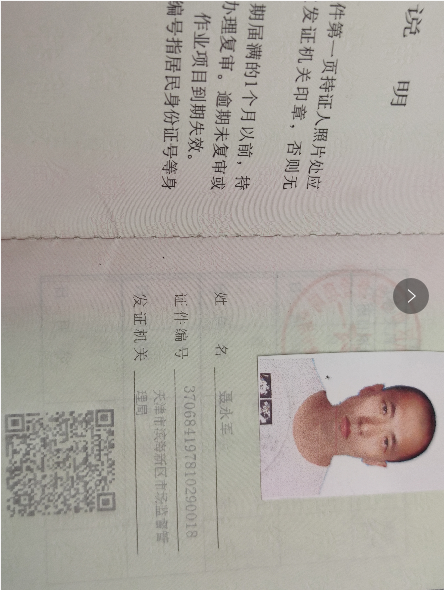 说 明
件第一页持证人照片处应
发证机关印章，否则无
期届满的1个月以前，持
办理复审。逾期未复审或
作业项目到期失效。
编号指居民身份证号等身
姓 名 聂永军
证件编号 370684197810290018
发证机关 天津市滨海新区市场监督管
理局